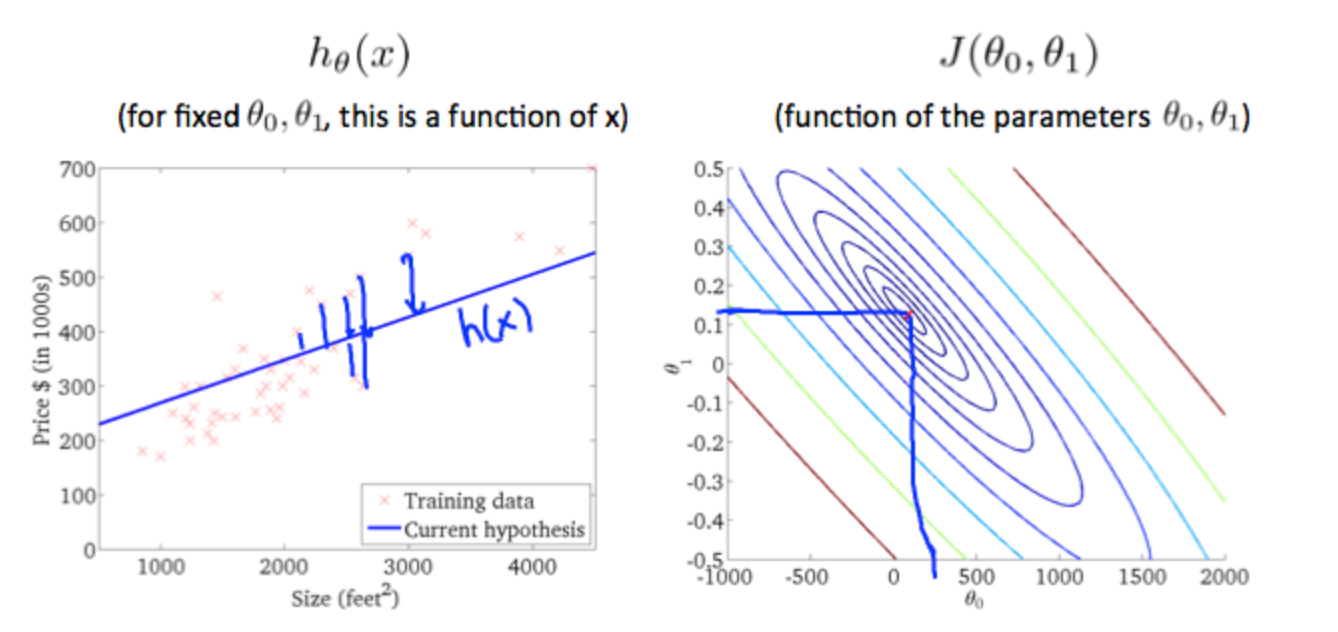 h_θ(x)
(for fixed θ₀, θ₁, this is a function of x)
700
600
500
400
300
200
100
0
Price $ (in 1000s)
1000 2000 3000 4000
Size (feet²)
h(x)
Training data
Current hypothesis
J(θ₀, θ₁)
(function of the parameters θ₀, θ₁)
0.5
0.4
0.3
0.2
0.1
0
-0.1
-0.2
-0.3
-0.4
-0.5
θ₁
-1000 -500 0 500 1000 1500 2000
θ₀